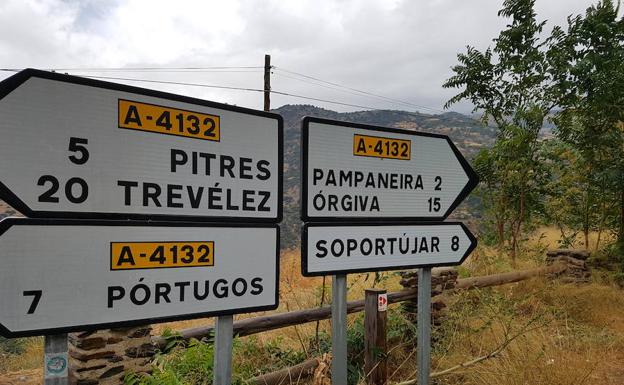 A-4132
5 PITRES
20 TREVÉLEZ
A-4132
7 PÓRTUGOS
A-4132
PAMPANEIRA 2
ÓRGIVA 15
SOPORTÚJAR 8